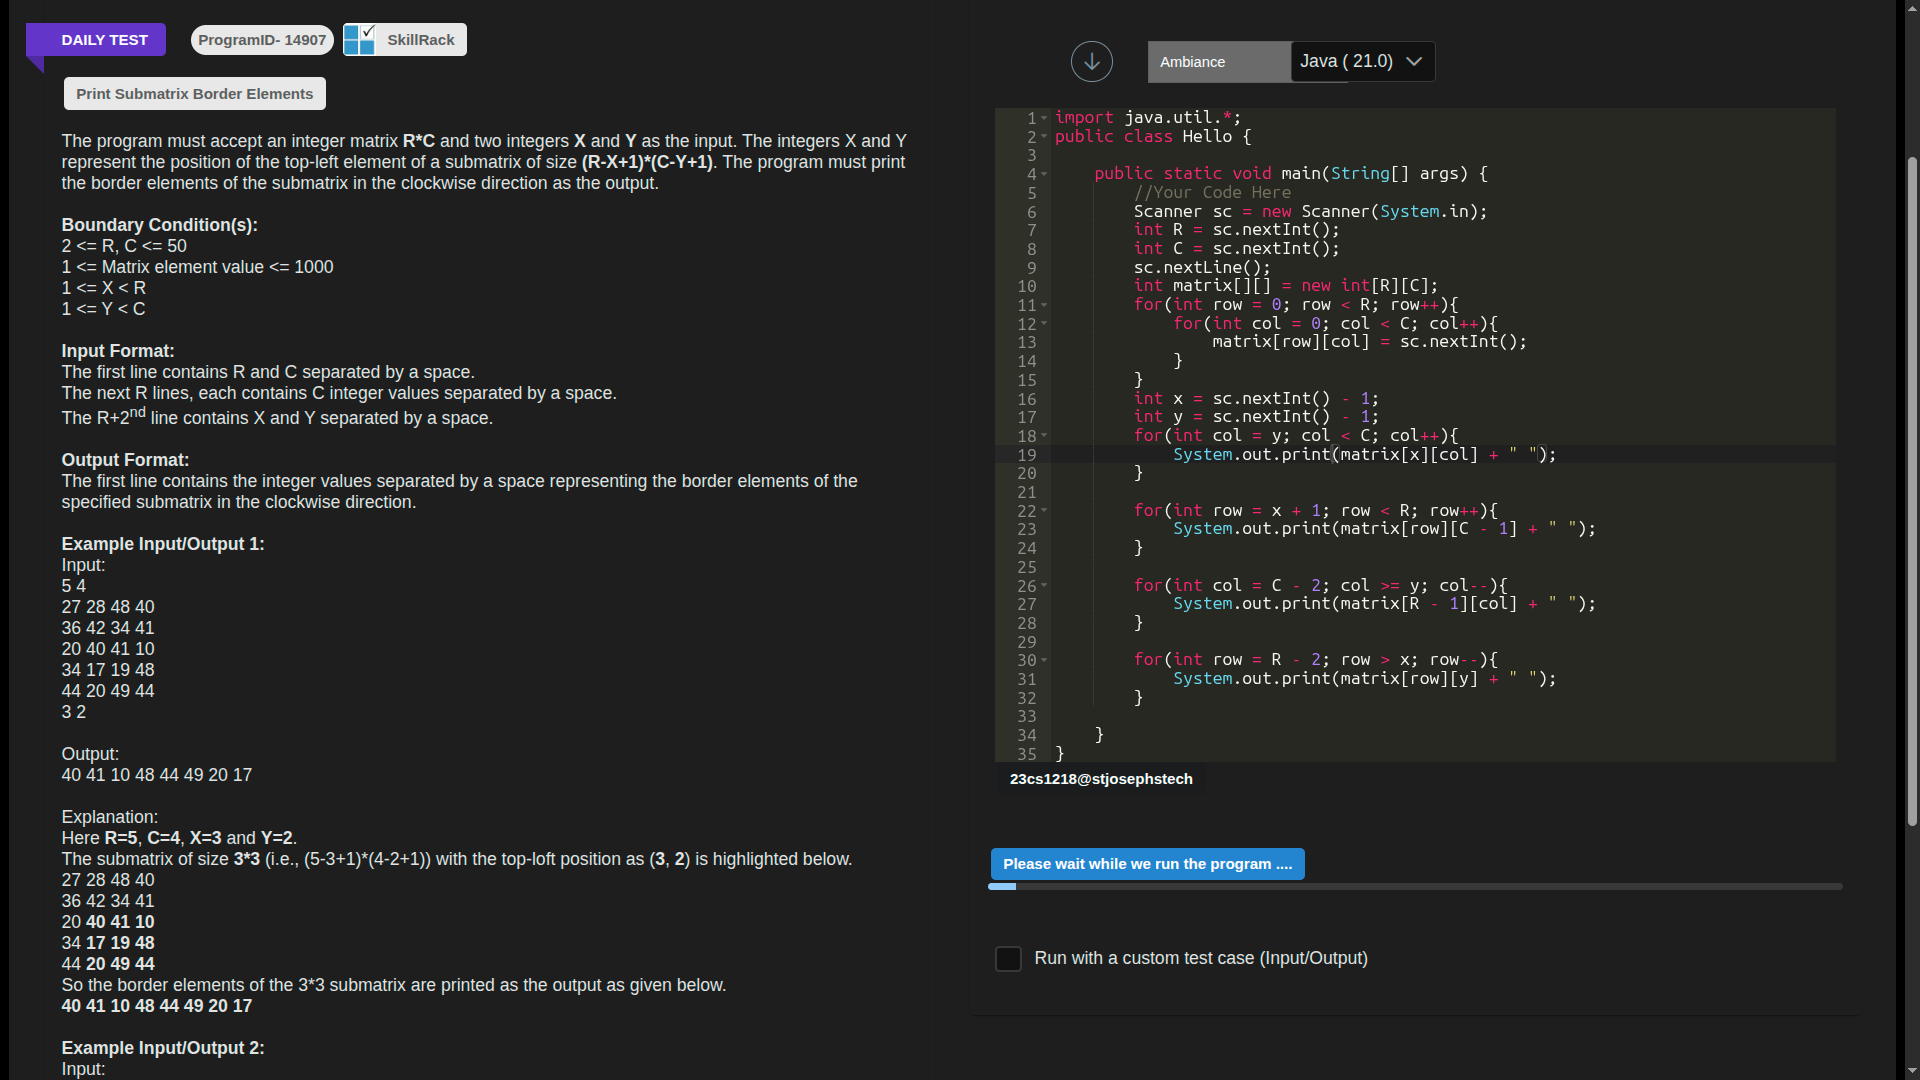 DAILY TEST
ProgramID- 14907
SkillRack
Print Submatrix Border Elements
The program must accept an integer matrix R*C and two integers X and Y as the input. The integers X and Y
represent the position of the top-left element of a submatrix of size (R-X+1)*(C-Y+1). The program must print
the border elements of the submatrix in the clockwise direction as the output.
Boundary Condition(s):
2 <= R, C <= 50
1 <= Matrix element value <= 1000
1 <= X < R
1 <= Y < C
Input Format:
The first line contains R and C separated by a space.
The next R lines, each contains C integer values separated by a space.
The R+2nd line contains X and Y separated by a space.
Output Format:
The first line contains the integer values separated by a space representing the border elements of the
specified submatrix in the clockwise direction.
Example Input/Output 1:
Input:
5 4
27 28 48 40
36 42 34 41
20 40 41 10
34 17 19 48
44 20 49 44
3 2
Output:
40 41 10 48 44 49 20 17
Explanation:
Here R=5, C=4, X=3 and Y=2.
The submatrix of size 3*3 (i.e., (5-3+1)*(4-2+1)) with the top-loft position as (3, 2) is highlighted below.
27 28 48 40
36 42 34 41
20 40 41 10
34 17 19 48
44 20 49 44
So the border elements of the 3*3 submatrix are printed as the output as given below.
40 41 10 48 44 49 20 17
Example Input/Output 2:
Input:
Ambiance
Java ( 21.0)
1 import java.util.*;
2 public class Hello {
3
4     public static void main(String[] args) {
5         //Your Code Here
6         Scanner sc = new Scanner(System.in);
7         int R = sc.nextInt();
8         int C = sc.nextInt();
9         sc.nextLine();
10         int matrix[][] = new int[R][C];
11         for(int row = 0; row < R; row++){
12             for(int col = 0; col < C; col++){
13                 matrix[row][col] = sc.nextInt();
14             }
15         }
16         int x = sc.nextInt() - 1;
17         int y = sc.nextInt() - 1;
18         for(int col = y; col < C; col++){
19             System.out.print(matrix[x][col] + " ");
20         }
21
22         for(int row = x + 1; row < R; row++){
23             System.out.print(matrix[row][C - 1] + " ");
24         }
25
26         for(int col = C - 2; col >= y; col--){
27             System.out.print(matrix[R - 1][col] + " ");
28         }
29
30         for(int row = R - 2; row > x; row--){
31             System.out.print(matrix[row][y] + " ");
32         }
33
34     }
35 }
23cs1218@stjosephstech
Please wait while we run the program ....
Run with a custom test case (Input/Output)